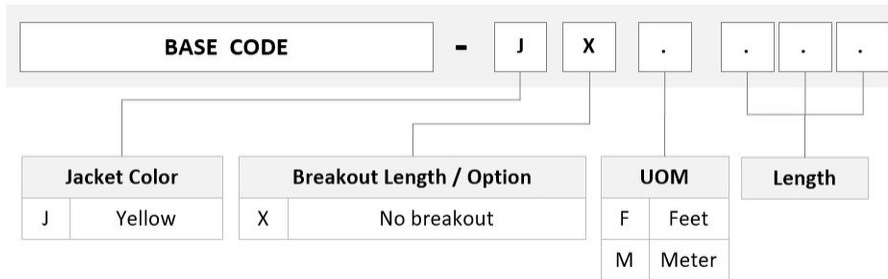 BASE CODE - J X . . . .
Jacket Color
J Yellow
Breakout Length / Option
X No breakout
UOM
F Feet
M Meter
Length